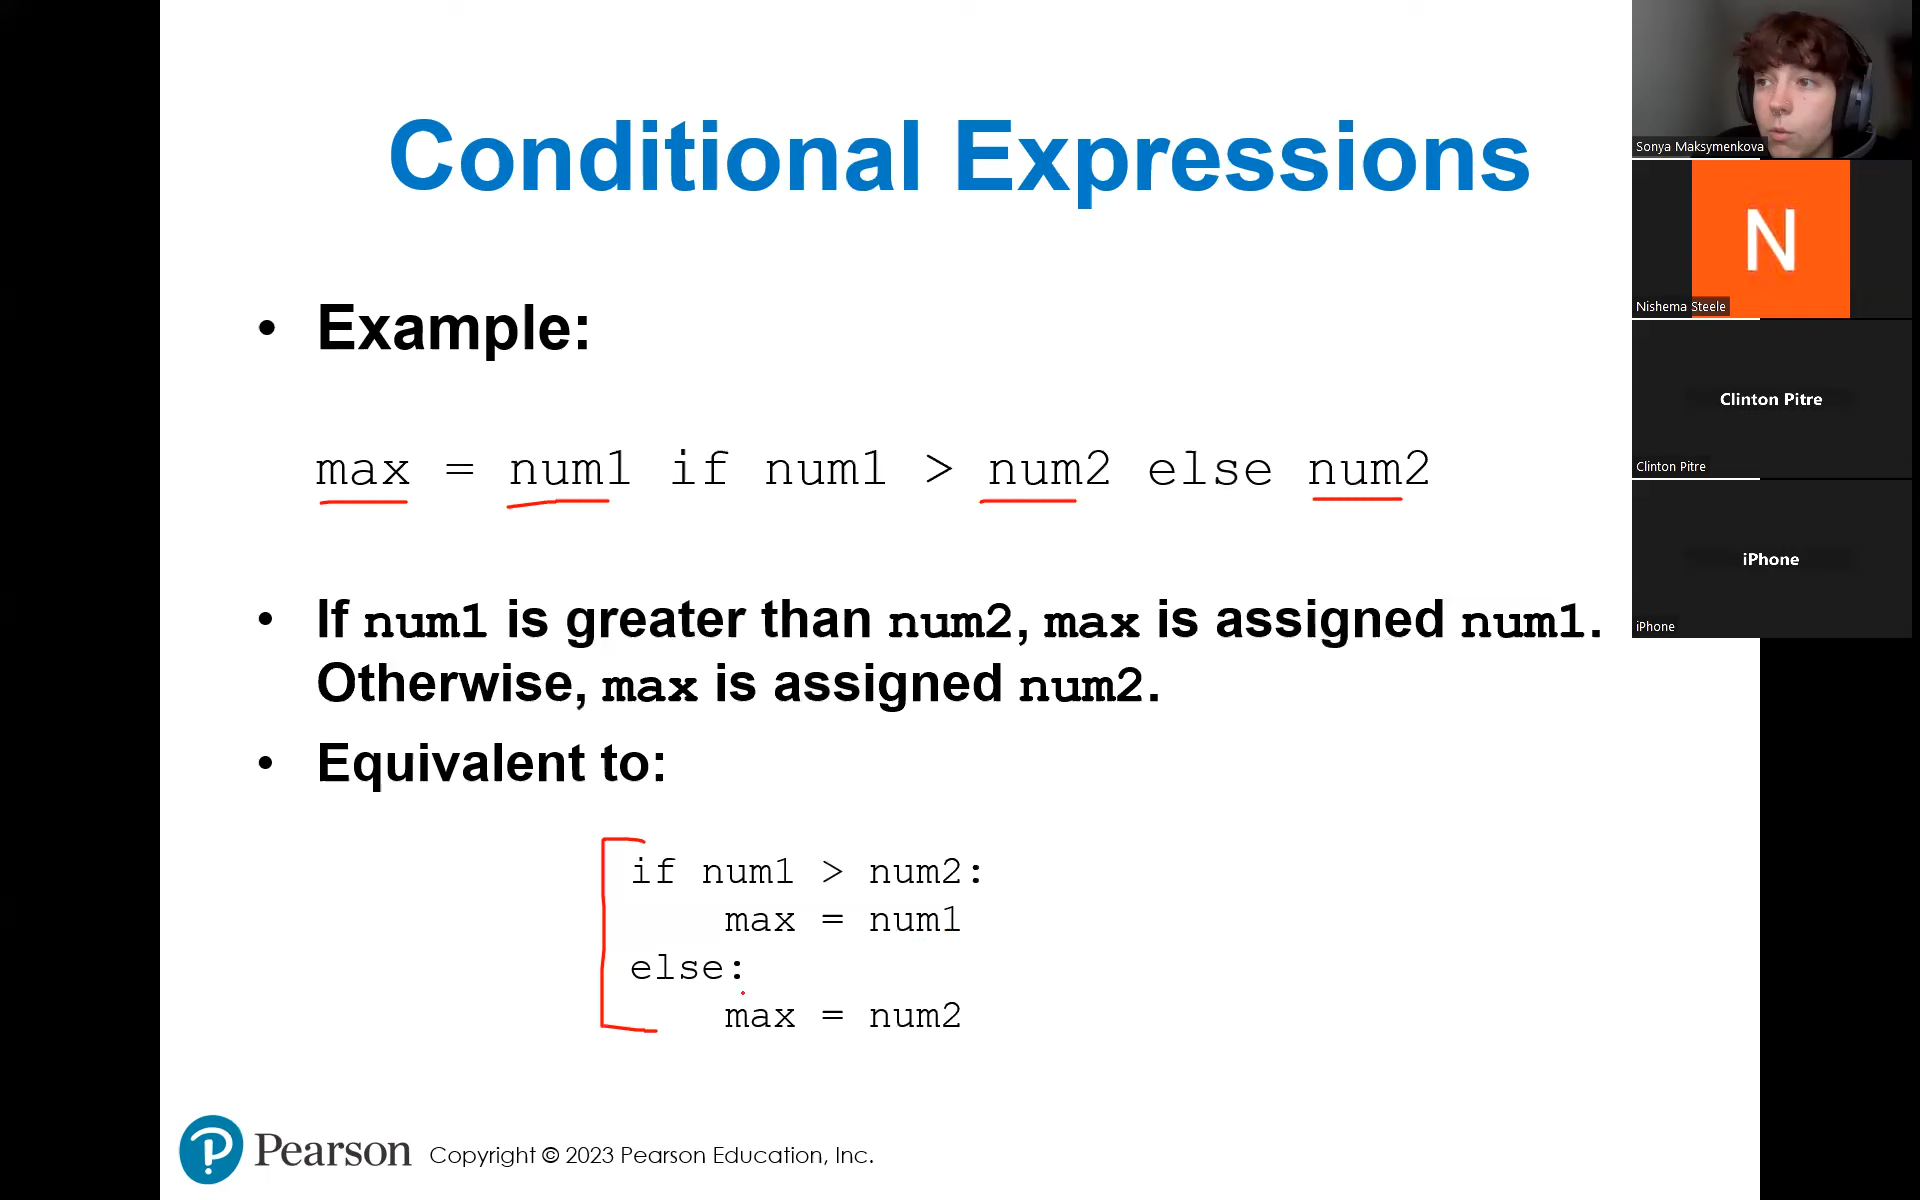 Conditional Expressions
• Example:
max = num1 if num1 > num2 else num2
• If num1 is greater than num2, max is assigned num1.
Otherwise, max is assigned num2.
• Equivalent to:
if num1 > num2:
    max = num1
else:
    max = num2
P Pearson Copyright © 2023 Pearson Education, Inc.
Sonya Maksymenkova
N
Nishema Steele
Clinton Pitre
Clinton Pitre
iPhone
iPhone